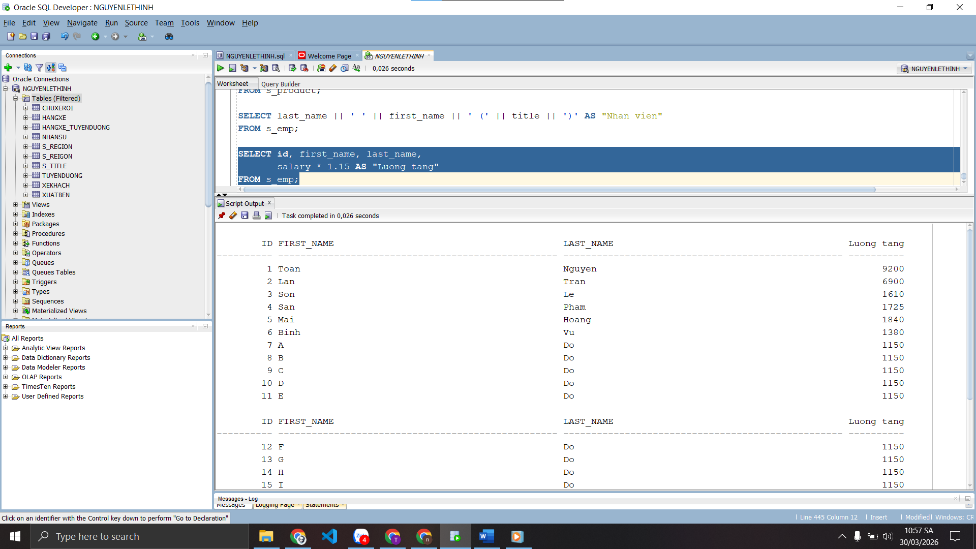 Oracle SQL Developer : NGUYENLETHINH
File Edit View Navigate Run Source Team Tools Window Help
Connections
Oracle Connections
NGUYENLETHINH
Tables (Filtered)
CHUXEROI
HANGXE
HANGXE_TUYENDUONG
NHANSU
S_REGION
S_REIGON
S_TITLE
TUYENDUONG
XEKHACH
XUATBEN
Views
Indexes
Packages
Procedures
Functions
Operators
Queues
Queues Tables
Triggers
Types
Sequences
Materialized Views
Reports
All Reports
Analytic View Reports
Data Dictionary Reports
Data Modeler Reports
OLAP Reports
TimesTen Reports
User Defined Reports
NGUYENLETHINH.sql Welcome Page NGUYENLETHINH
0,026 seconds NGUYENLETHINH
Worksheet Query Builder
FROM s_product;
SELECT last_name || ' ' || first_name || ' (' || title || ')' AS "Nhan vien"
FROM s_emp;
SELECT id, first_name, last_name,
salary * 1.15 AS "Luong tang"
FROM s_emp;
Script Output
Task completed in 0,026 seconds
ID FIRST_NAME LAST_NAME Luong tang
1 Toan Nguyen 9200
2 Lan Tran 6900
3 Son Le 1610
4 San Pham 1725
5 Mai Hoang 1840
6 Binh Vu 1380
7 A Do 1150
8 B Do 1150
9 C Do 1150
10 D Do 1150
11 E Do 1150
ID FIRST_NAME LAST_NAME Luong tang
12 F Do 1150
13 G Do 1150
14 H Do 1150
15 I Do 1150
Messages - Log
Messages Logging Page Statements
Click on an identifier with the Control key down to perform "Go to Declaration"
Line 445 Column 12 Insert Modified Windows: CR
Type here to search
10:57 SA
30/03/2026